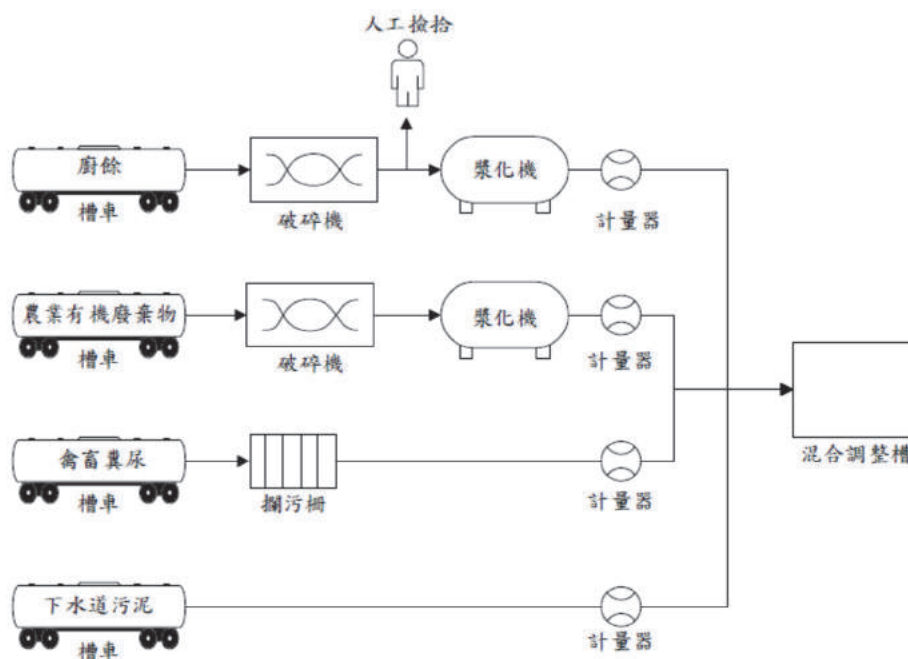 人工撿拾
廚餘
槽車
破碎機
漿化機
計量器
農業有機廢棄物
槽車
破碎機
漿化機
計量器
禽畜糞尿
槽車
攔污柵
計量器
混合調整槽
下水道污泥
槽車
計量器